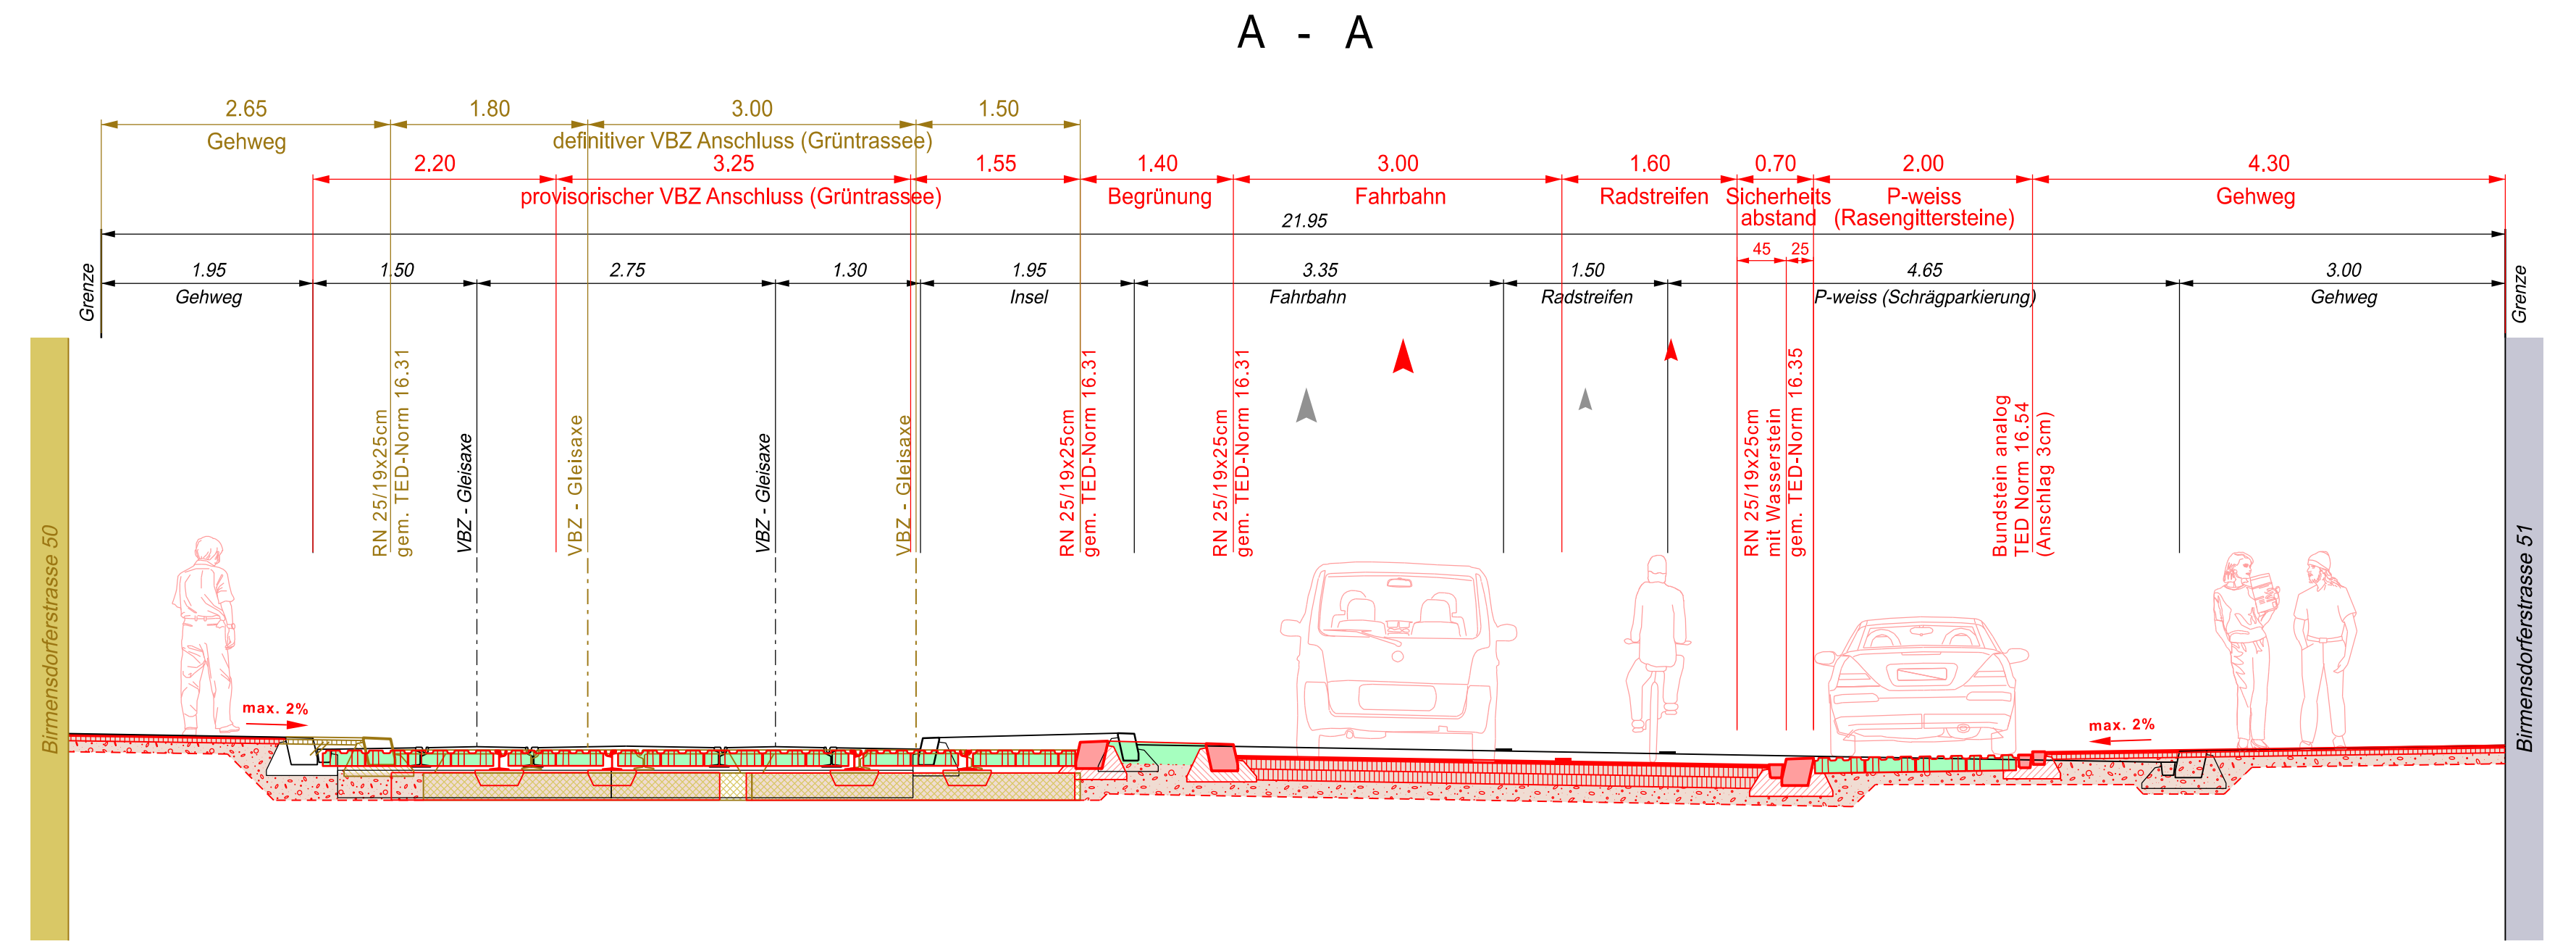 A - A
2.65 1.80 3.00 1.50
Gehweg definitiver VBZ Anschluss (Grüntrassee)
2.20 3.25 1.55 1.40 3.00 1.60 0.70 2.00 4.30
provisorischer VBZ Anschluss (Grüntrassee) Begrünung Fahrbahn Radstreifen Sicherheits P-weiss Gehweg
abstand (Rasengittersteine)
21.95
45 25
Grenze
1.95 1.50 2.75 1.30 1.95 3.35 1.50 4.65 3.00
Gehweg Insel Fahrbahn Radstreifen P-weiss (Schrägparkierung) Gehweg
Grenze
RN 25/19x25cm
gem. TED-Norm 16.31
VBZ - Gleisaxe
VBZ - Gleisaxe
VBZ - Gleisaxe
VBZ - Gleisaxe
RN 25/19x25cm
gem. TED-Norm 16.31
RN 25/19x25cm
gem. TED-Norm 16.31
RN 25/19x25cm
mit Wasserstein
gem. TED-Norm 16.35
Bundstein analog
TED Norm 16.54
(Anschlag 3cm)
Birmensdorferstrasse 50
max. 2%
max. 2%
Birmensdorferstrasse 51